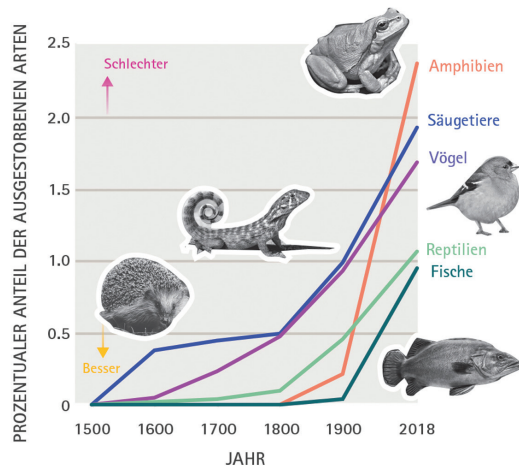 PROZENTUALER ANTEIL DER AUSGESTORBENEN ARTEN
2.5
2.0
1.5
1.0
0.5
0
Schlechter
Besser
Amphibien
Säugetiere
Vögel
Reptilien
Fische
1500
1600
1700
1800
1900
2018
JAHR